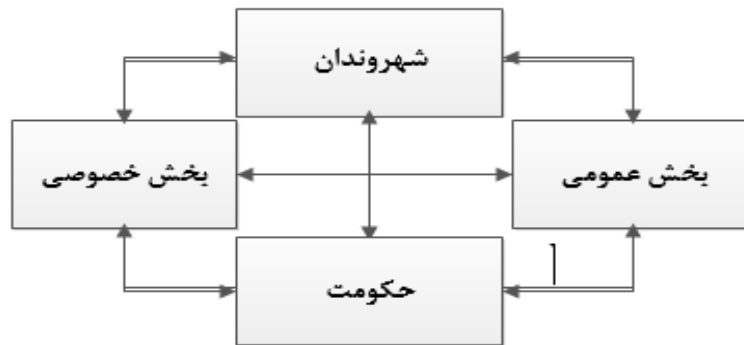 شهروندان
بخش عمومی
بخش خصوصی
حکومت